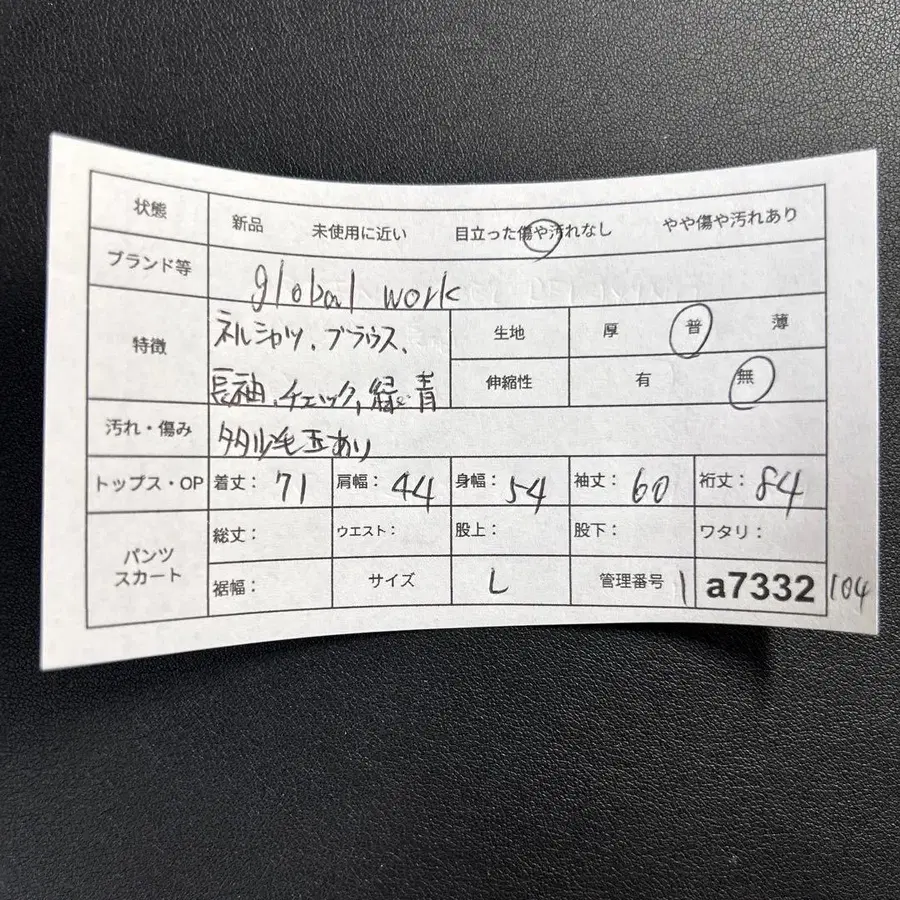 状態 新品 未使用に近い 目立った傷や汚れなし やや傷や汚れあり
ブランド等 global work
特徴 ネルシャツ、ブラウス、
長袖、チェック、緑&青
生地 厚 普 薄
伸縮性 有 無
汚れ・傷み 毛玉あり
トップス・OP 着丈: 71 肩幅: 44 身幅: 54 袖丈: 60 裄丈: 84
パンツ
スカート
総丈: ウエスト: 股上: 股下: ワタリ:
裾幅: サイズ L 管理番号 1 a7332 104